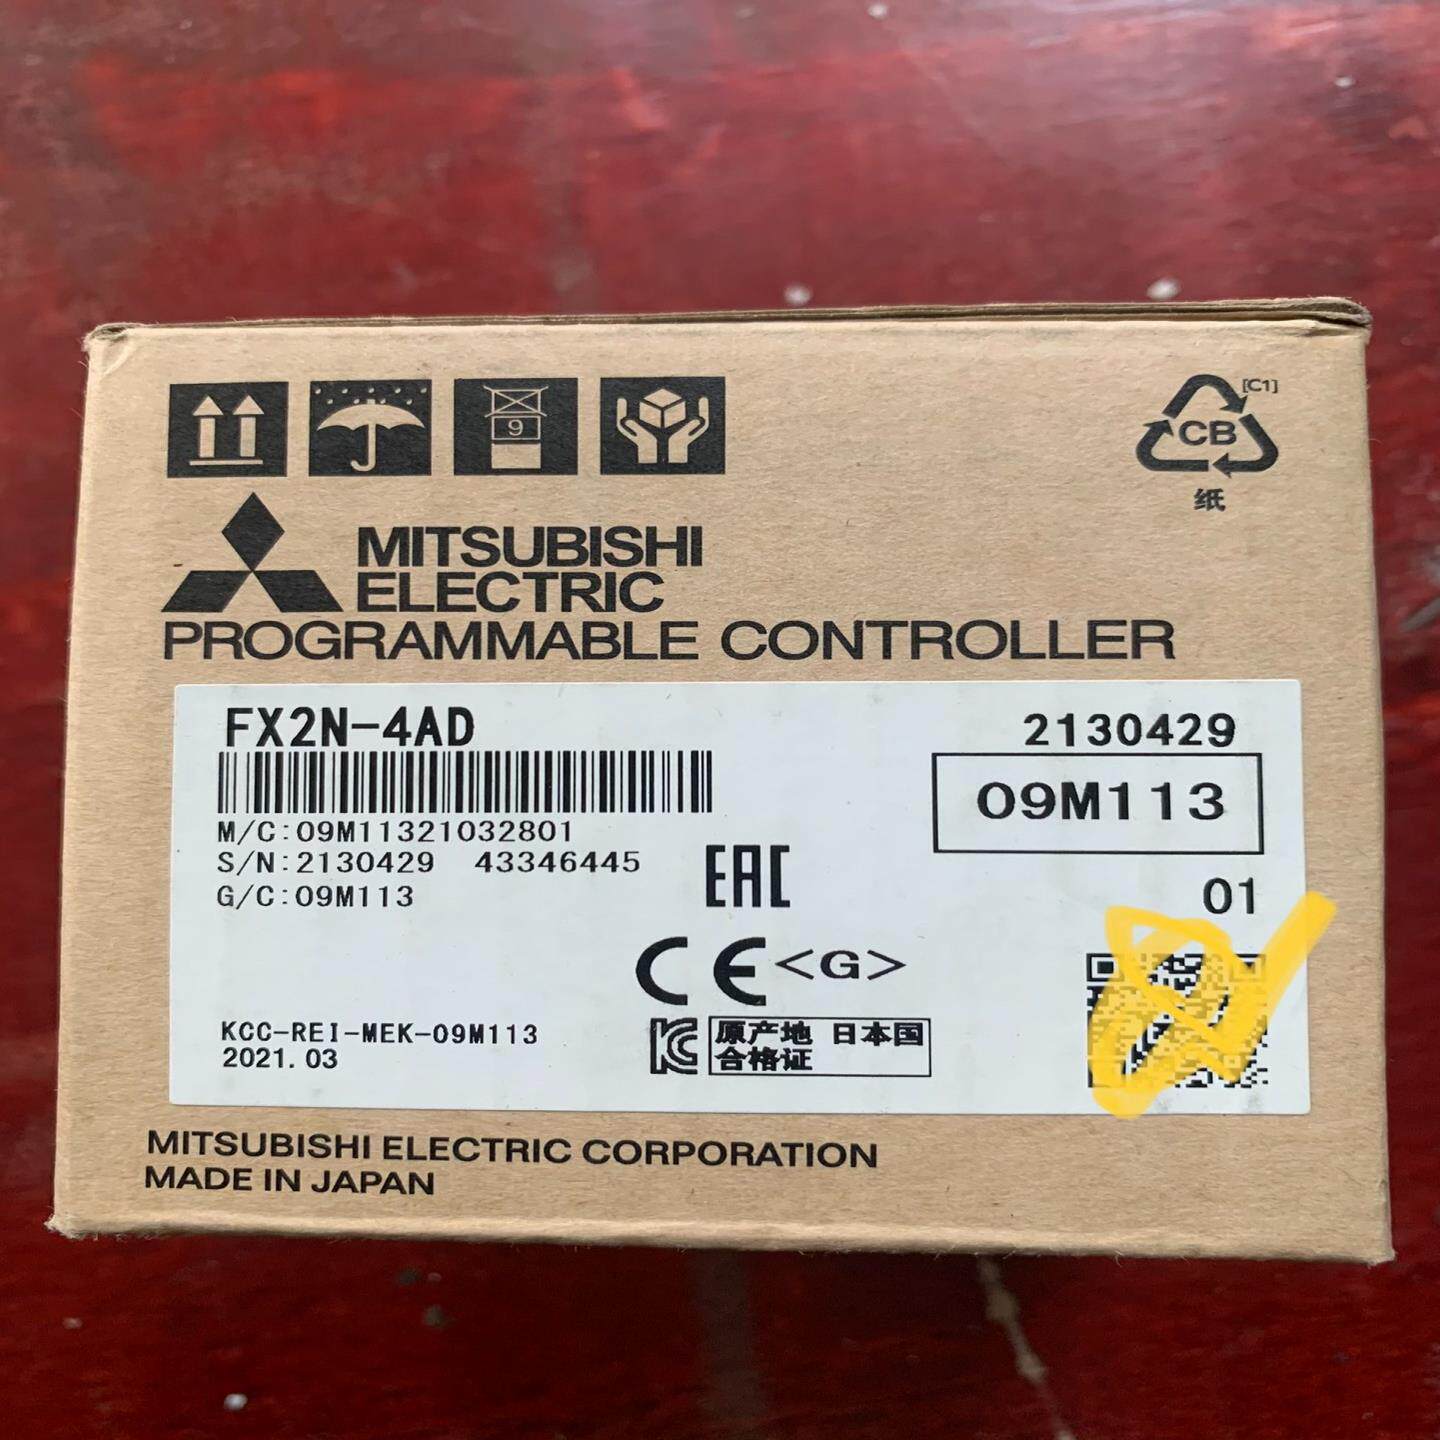 9
[C1]
CB
纸
MITSUBISHI
ELECTRIC
PROGRAMMABLE CONTROLLER
FX2N-4AD
2130429
09M113
M/C:09M11321032801
S/N:2130429 43346445
G/C:09M113
EAC
01
CE<G>
KCC-REI-MEK-09M113
2021.03
KC
原产地 日本国
合格证
MITSUBISHI ELECTRIC CORPORATION
MADE IN JAPAN